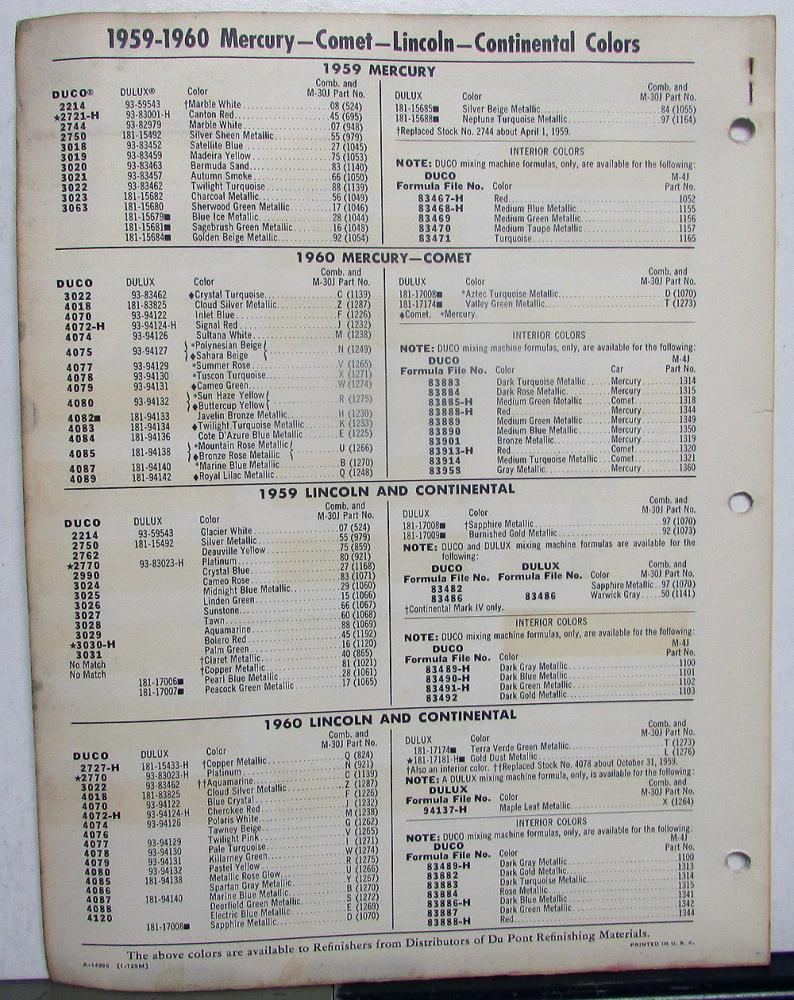 1959-1960 Mercury—Comet—Lincoln—Continental Colors
1959 MERCURY
DUCO® DULUX® Color Comb. and M-30J Part No.
2214 93-59543 †Marble White 08 (524)
★2721-H 93-83001-H Canton Red 45 (695)
2744 93-82979 Marble White 07 (948)
2750 181-15492 Silver Sheen Metallic 55 (979)
3018 93-83452 Satellite Blue 27 (1045)
3019 93-83459 Madeira Yellow 75 (1053)
3020 93-83463 Bermuda Sand 83 (1140)
3021 93-83457 Autumn Smoke 66 (1050)
3022 93-83462 Twilight Turquoise 88 (1139)
3023 181-15682 Charcoal Metallic 56 (1049)
3063 181-15680 Sherwood Green Metallic 17 (1046)
181-15679■ Blue Ice Metallic 28 (1044)
181-15681■ Sagebrush Green Metallic 16 (1048)
181-15684■ Golden Beige Metallic 92 (1054)
DULUX Color Comb. and M-30J Part No.
181-15685■ Silver Beige Metallic 84 (1055)
181-15688■ Neptune Turquoise Metallic 97 (1164)
†Replaced Stock No. 2744 about April 1, 1959.
INTERIOR COLORS
NOTE: DUCO mixing machine formulas, only, are available for the following:
DUCO Formula File No. Color M-4J Part No.
83467-H Red 1052
83468-H Medium Blue Metallic 1155
83469 Medium Green Metallic 1156
83470 Medium Taupe Metallic 1157
83471 Turquoise 1165
1960 MERCURY—COMET
DUCO DULUX Color Comb. and M-30J Part No.
3022 93-83462 ♦Crystal Turquoise C (1139)
4018 181-83825 Cloud Silver Metallic Z (1287)
4070 93-94122 Inlet Blue F (1226)
4072-H 93-94124-H Signal Red J (1232)
4074 93-94126 Sultana White M (1238)
4075 93-94127 *Polynesian Beige ♦Sahara Beige N (1249)
4077 93-94129 *Summer Rose V (1265)
4078 93-94130 *Tuscon Turquoise X (1271)
4079 93-94131 ♦Cameo Green W (1274)
4080 93-94132 *Sun Haze Yellow ♦Buttercup Yellow R (1275)
4082■ 181-94133 Javelin Bronze Metallic H (1230)
4083 181-94134 ♦Twilight Turquoise Metallic K (1233)
4084 181-94136 Cote D'Azure Blue Metallic E (1225)
4085 181-94138 *Mountain Rose Metallic ♦Bronze Rose Metallic U (1266)
4087 181-94140 *Marine Blue Metallic B (1270)
4089 181-94142 ♦Royal Lilac Metallic Q (1248)
DULUX Color Comb. and M-30J Part No.
181-17008■ *Aztec Turquoise Metallic D (1070)
181-17174■ Valley Green Metallic T (1273)
♦Comet. *Mercury.
INTERIOR COLORS
NOTE: DUCO mixing machine formulas, only, are available for the following:
DUCO Formula File No. Color Car M-4J Part No.
83883 Dark Turquoise Metallic Mercury 1314
83884 Dark Rose Metallic Mercury 1315
83885-H Medium Green Metallic Comet 1318
83888-H Red Mercury 1344
83889 Medium Green Metallic Mercury 1349
83890 Medium Blue Metallic Mercury 1350
83901 Bronze Metallic Mercury 1319
83913-H Red Comet 1320
83914 Medium Turquoise Metallic Comet 1321
83958 Gray Metallic Mercury 1360
1959 LINCOLN AND CONTINENTAL
DUCO DULUX Color Comb. and M-30J Part No.
2214 93-59543 Glacier White 07 (524)
2750 181-15492 Silver Metallic 55 (979)
2762 Deauville Yellow 75 (859)
★2770 93-83023-H Platinum 80 (921)
2990 Crystal Blue 27 (1168)
3024 Cameo Rose 83 (1071)
3025 Midnight Blue Metallic 29 (1060)
3026 Linden Green 15 (1066)
3027 Sunstone 66 (1067)
3028 Tawn 60 (1068)
3029 Aquamarine 88 (1069)
★3030-H Bolero Red 45 (1192)
3031 Palm Green 16 (1120)
No Match †Claret Metallic 40 (865)
No Match †Copper Metallic 81 (1021)
181-17006■ Pearl Blue Metallic 28 (1061)
181-17007■ Peacock Green Metallic 17 (1065)
DULUX Color Comb. and M-30J Part No.
181-17008■ †Sapphire Metallic 97 (1070)
181-17009■ Burnished Gold Metallic 92 (1073)
NOTE: DUCO and DULUX mixing machine formulas are available for the following:
DUCO Formula File No. DULUX Formula File No. Color Comb. and M-30J Part No.
83482 Sapphire Metallic 97 (1070)
83486 83486 Warwick Gray 50 (1141)
†Continental Mark IV only.
INTERIOR COLORS
NOTE: DUCO mixing machine formulas, only, are available for the following:
DUCO Formula File No. Color M-4J Part No.
83489-H Dark Gray Metallic 1100
83490-H Dark Blue Metallic 1101
83491-H Dark Green Metallic 1102
83492 Dark Gold Metallic 1103
1960 LINCOLN AND CONTINENTAL
DUCO DULUX Color Comb. and M-30J Part No.
2727-H 181-15433-H †Copper Metallic Q (824)
★2770 93-83023-H Platinum N (921)
3022 93-83462 ††Aquamarine C (1139)
4018 181-83825 Cloud Silver Metallic Z (1287)
4070 93-94122 Blue Crystal F (1226)
4072-H 93-94124-H Cherokee Red J (1232)
4074 93-94126 Polaris White M (1238)
4076 Tawney Beige G (1262)
4077 93-94129 Twilight Pink V (1265)
4078 93-94130 Pale Turquoise I (1271)
4079 93-94131 Killarney Green W (1274)
4080 93-94132 Pastel Yellow R (1275)
4085 181-94138 Metallic Rose Glow U (1266)
4086 Spartan Gray Metallic Y (1267)
4087 181-94140 Marine Blue Metallic B (1270)
4088 Deerfield Green Metallic S (1272)
4120 Electric Blue Metallic E (1269)
181-17008■ Sapphire Metallic D (1070)
DULUX Color Comb. and M-30J Part No.
181-17174■ Terra Verde Green Metallic T (1273)
★181-17181-H■ Gold Dust Metallic L (1276)
†Also an interior color. ††Replaced Stock No. 4078 about October 31, 1959.
NOTE: A DULUX mixing machine formula, only, is available for the following:
DULUX Formula File No. Color Comb. and M-30J Part No.
94137-H Maple Leaf Metallic X (1264)
INTERIOR COLORS
NOTE: DUCO mixing machine formulas, only, are available for the following:
DUCO Formula File No. Color M-4J Part No.
83489-H Dark Gray Metallic 1100
83882 Dark Gold Metallic 1313
83883 Dark Turquoise Metallic 1314
83884 Rose Metallic 1315
83886-H Dark Blue Metallic 1341
83887 Dark Green Metallic 1342
83888-H Red 1344
The above colors are available to Refinishers from Distributors of Du Pont Refinishing Materials.
A-14995 (1-125M)
PRINTED IN U. S. A.